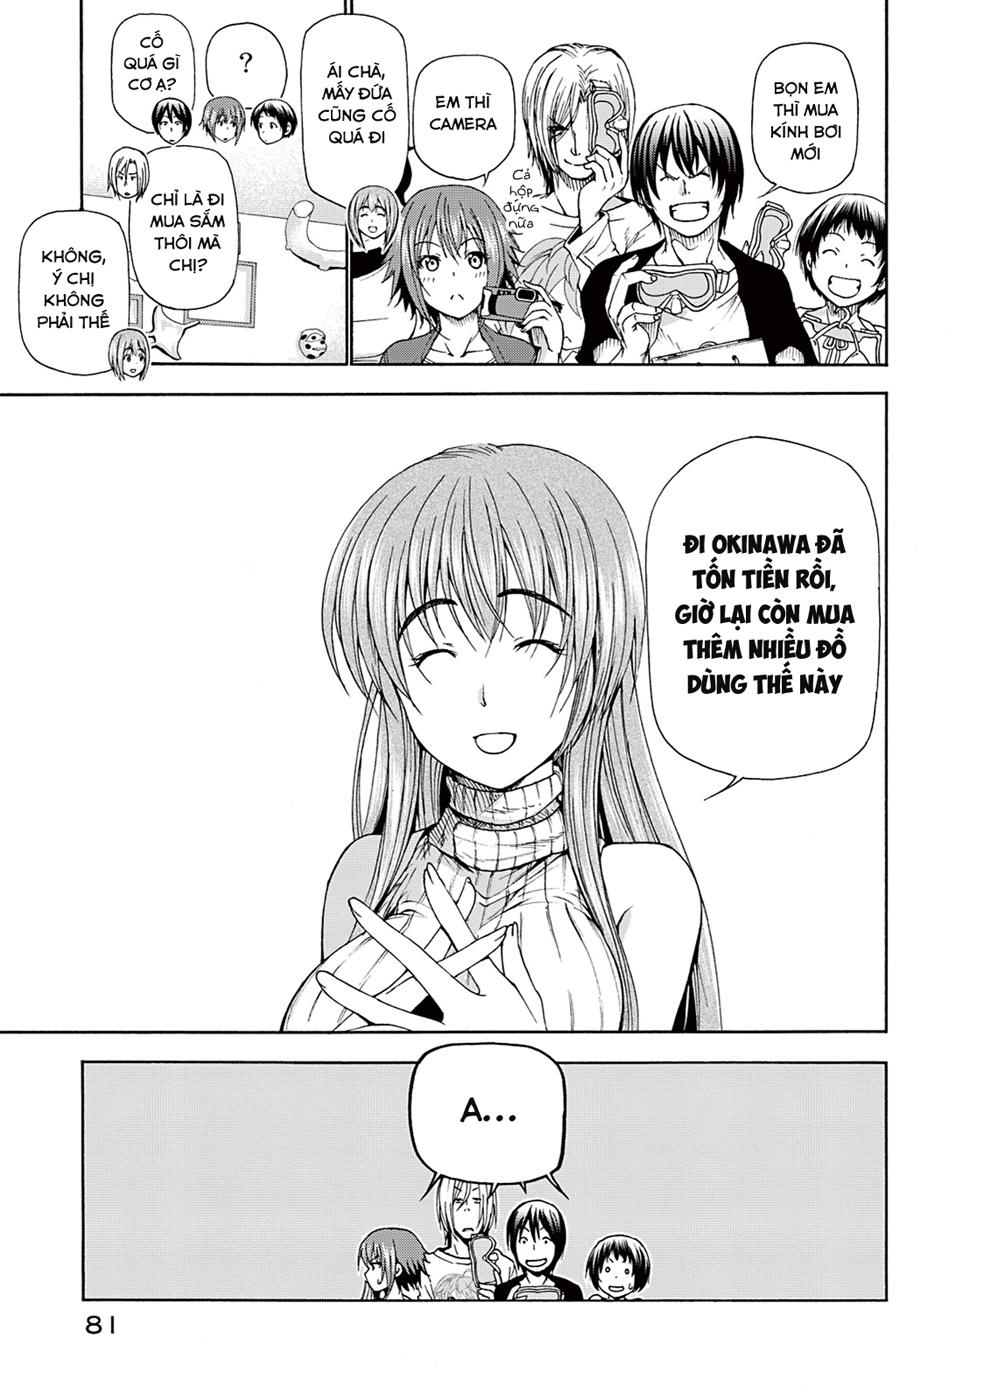 BỌN EM
THÌ MUA
KÍNH BƠI
MỚI
Cả
hộp
đựng
nữa
EM THÌ
CAMERA
ÁI CHÀ,
MẤY ĐỨA
CŨNG CỐ
QUÁ ĐI
?
CỐ
QUÁ GÌ
CƠ Ạ?
CHỈ LÀ ĐI
MUA SẮM
THÔI MÀ
CHỊ?
KHÔNG,
Ý CHỊ
KHÔNG
PHẢI THẾ
ĐI OKINAWA ĐÃ
TỐN TIỀN RỒI,
GIỜ LẠI CÒN MUA
THÊM NHIỀU ĐỒ
DÙNG THẾ NÀY
A...
81